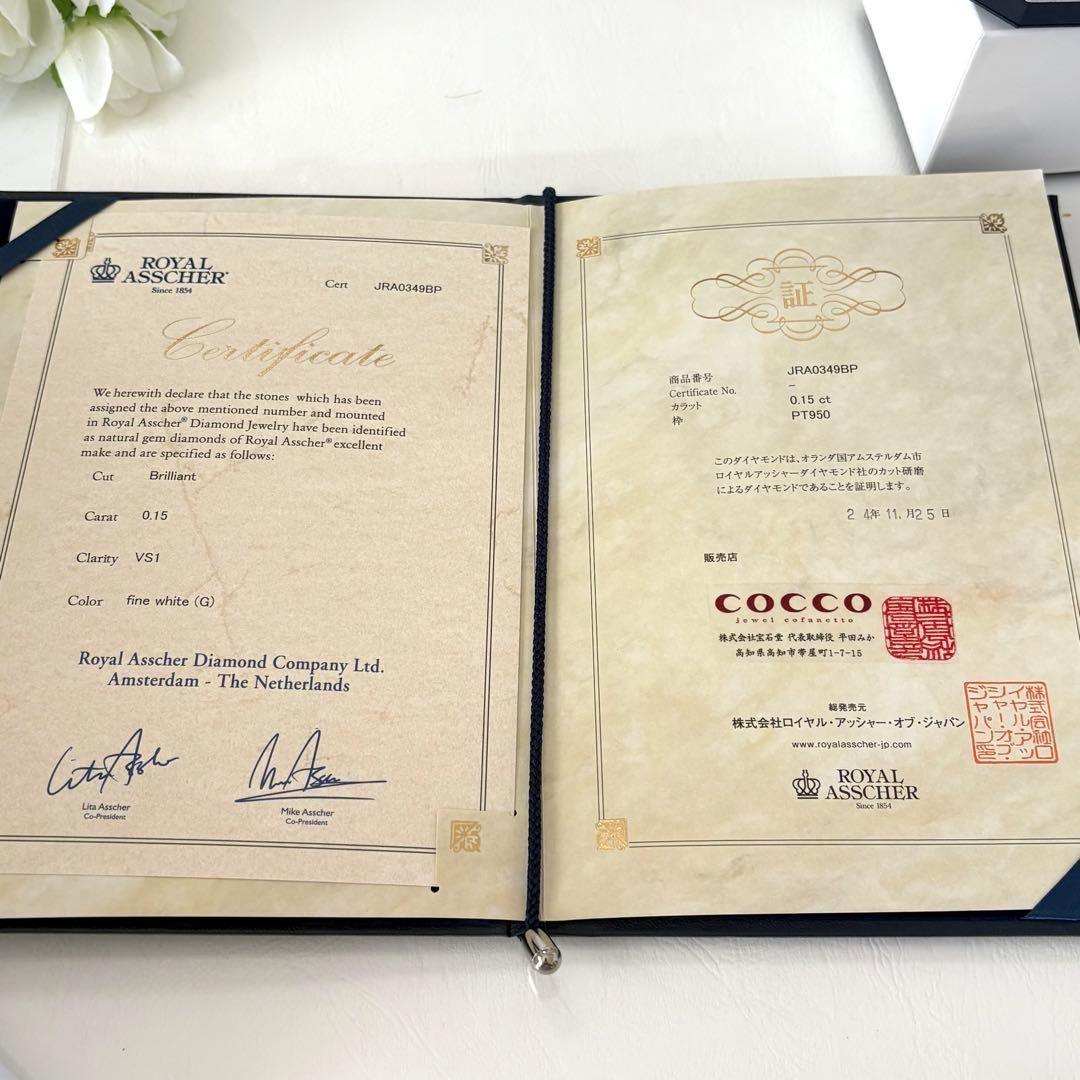 ROYAL
ASSCHER
Since 1854
Cert JRA0349BP
Certificate
We herewith declare that the stones which has been
assigned the above mentioned number and mounted
in Royal Asscher® Diamond Jewelry have been identified
as natural gem diamonds of Royal Asscher® excellent
make and are specified as follows:
Cut Brilliant
Carat 0.15
Clarity VS1
Color fine white (G)
Royal Asscher Diamond Company Ltd.
Amsterdam - The Netherlands
Lita Asscher
Co-President
Mike Asscher
Co-President
証
商品番号 JRA0349BP
Certificate No. –
カラット 0.15 ct
枠 PT950
このダイヤモンドは、オランダ国アムステルダム市
ロイヤルアッシャーダイヤモンド社のカット研磨
によるダイヤモンドであることを証明します。
24年11.月25日
販売店
COCCO
jewel cofanetto
株式会社宝石堂 代表取締役 平田みか
高知県高知市帯屋町1-7-15
総発売元
株式会社ロイヤル・アッシャー・オブ・ジャパン
www.royalasscher-jp.com
ROYAL
ASSCHER
Since 1854